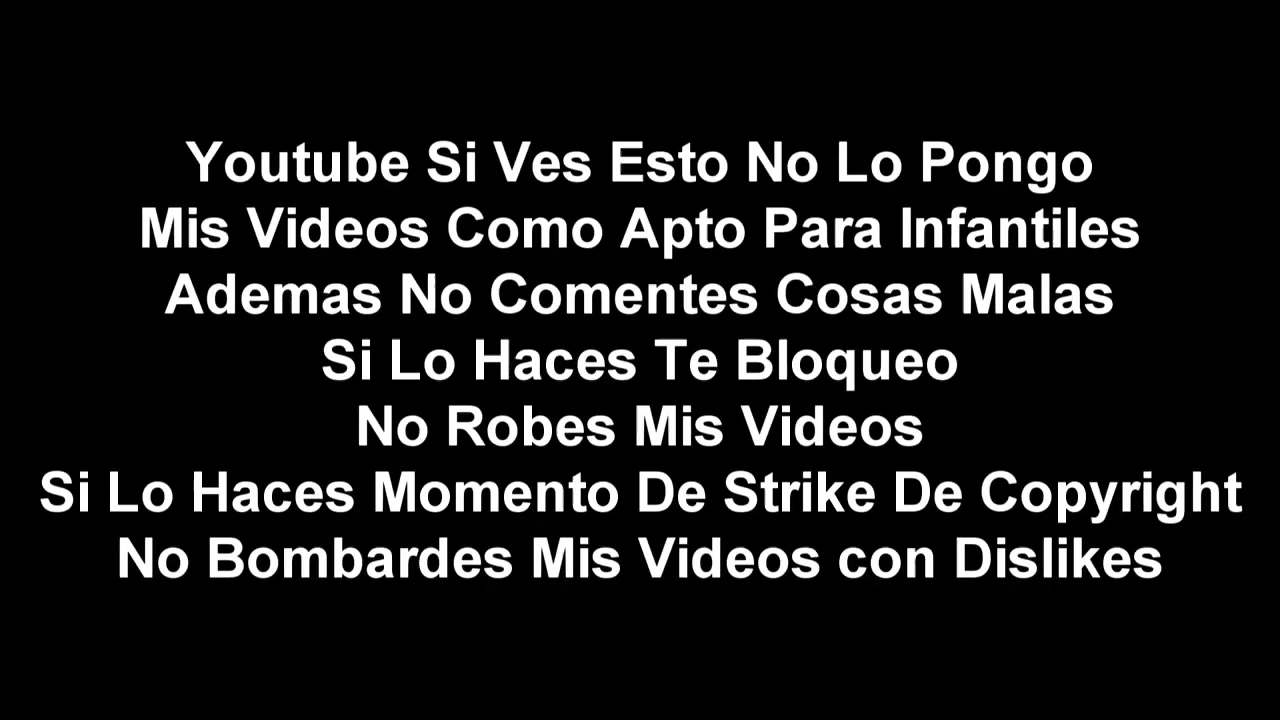 Youtube Si Ves Esto No Lo Pongo
Mis Videos Como Apto Para Infantiles
Ademas No Comentes Cosas Malas
Si Lo Haces Te Bloqueo
No Robes Mis Videos
Si Lo Haces Momento De Strike De Copyright
No Bombardes Mis Videos con Dislikes